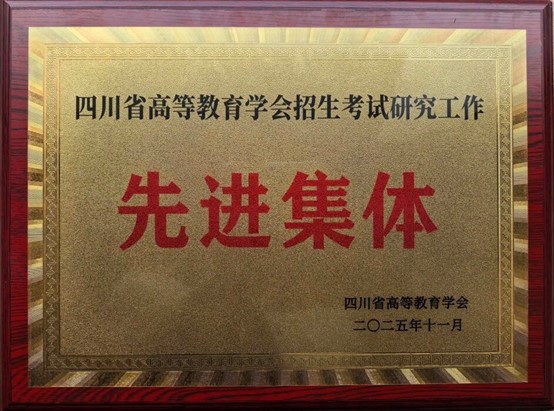 四川省高等教育学会招生考试研究工作
先进集体
四川省高等教育学会
二〇二五年十一月